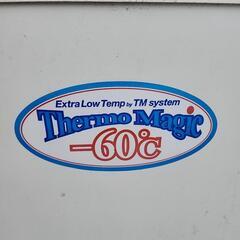 Extra Low Temp by TM system
Thermo Magic
-60℃